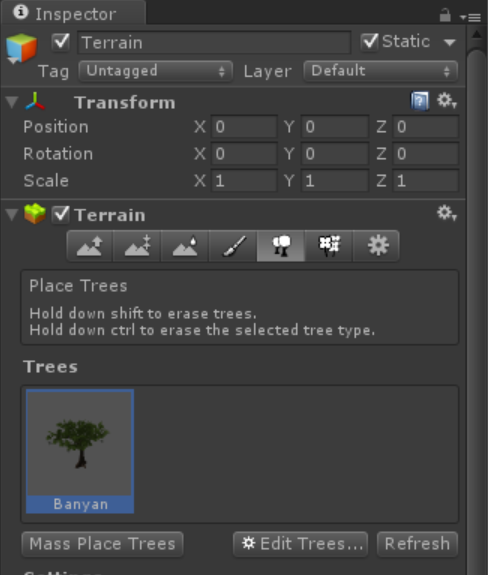 Inspector
Terrain
Static
Tag Untagged Layer Default
Transform
Position X 0 Y 0 Z 0
Rotation X 0 Y 0 Z 0
Scale X 1 Y 1 Z 1
Terrain
Place Trees
Hold down shift to erase trees.
Hold down ctrl to erase the selected tree type.
Trees
Banyan
Mass Place Trees Edit Trees... Refresh